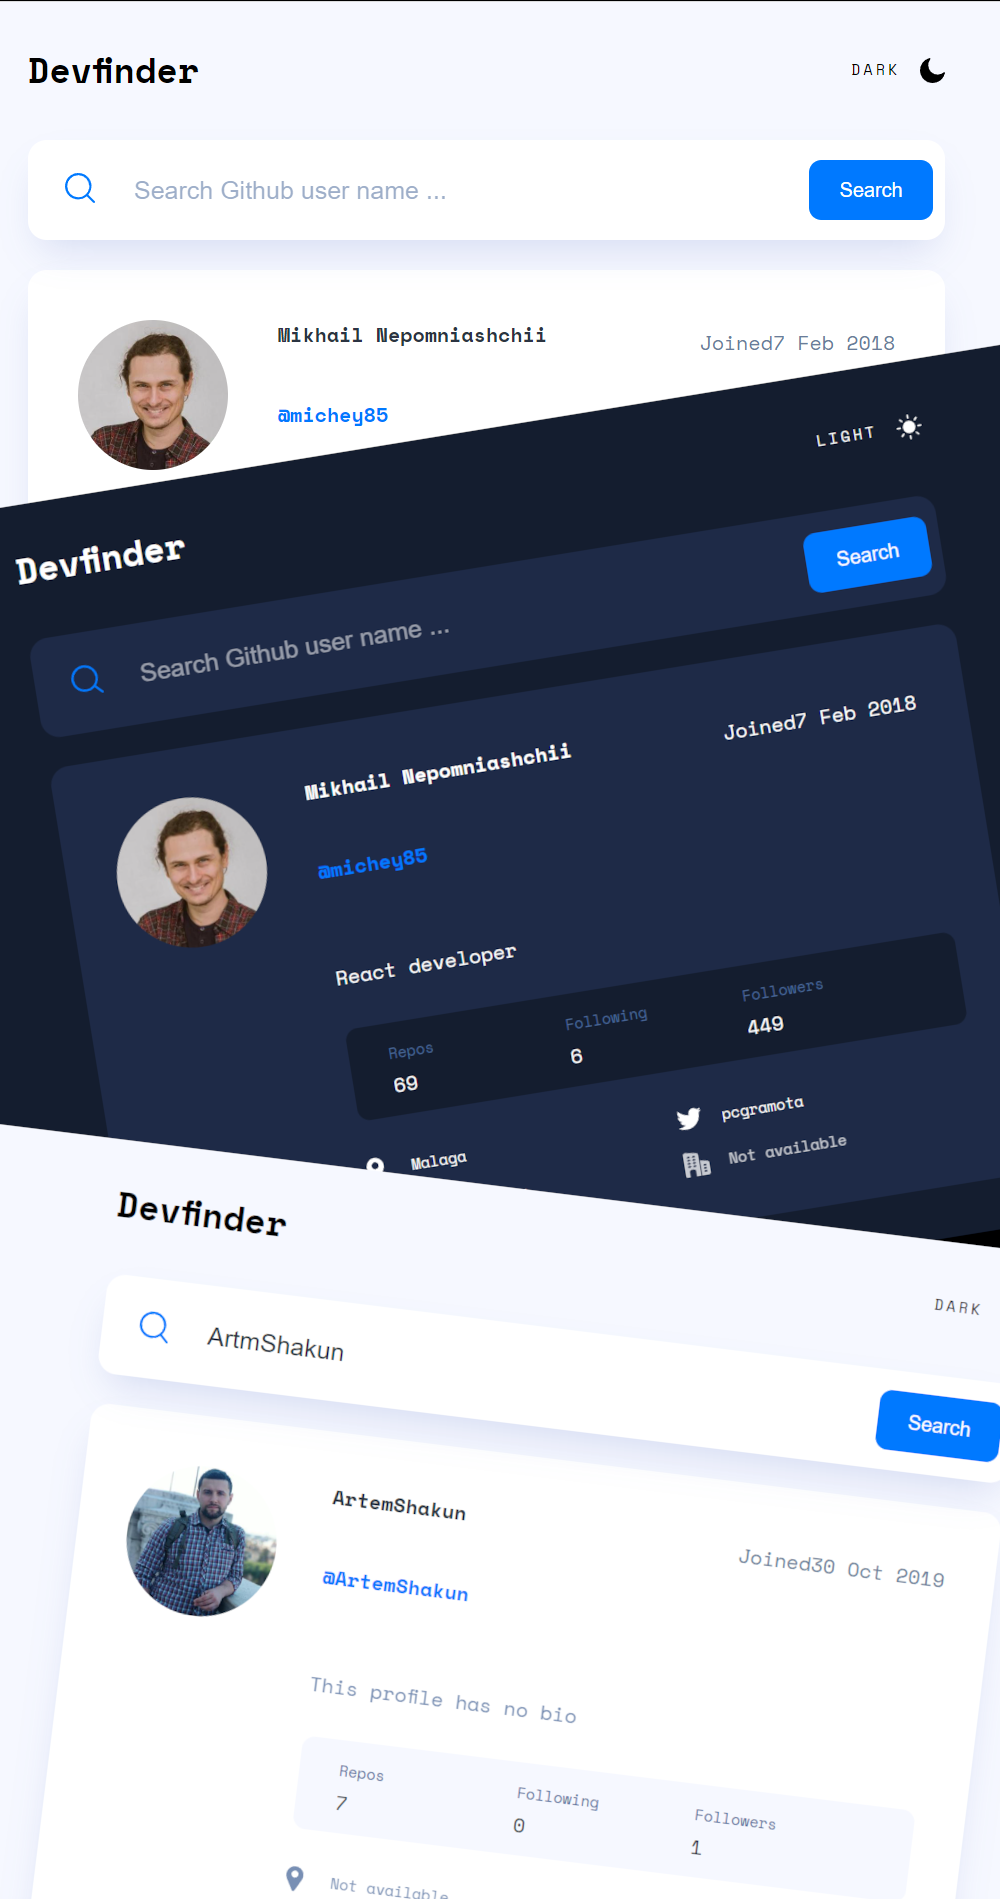 Devfinder
DARK
Search Github user name ...
Search
Mikhail Nepomniashchii
Joined7 Feb 2018
@michey85
LIGHT
Devfinder
Search Github user name ...
Search
Mikhail Nepomniashchii
Joined7 Feb 2018
@michey85
React developer
Repos
Following
Followers
69
6
449
Malaga
pcgramota
Not available
Devfinder
DARK
ArtmShakun
Search
ArtemShakun
Joined30 Oct 2019
@ArtemShakun
This profile has no bio
Repos
Following
Followers
7
0
1
Not available